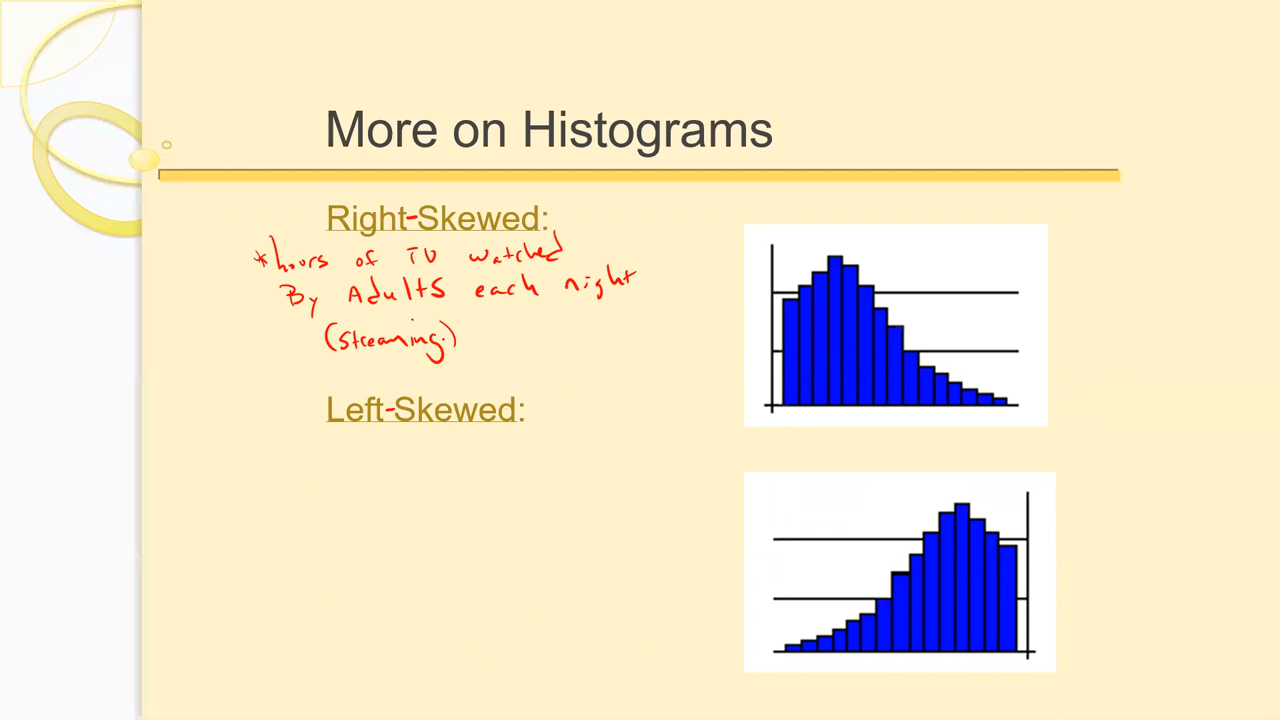 More on Histograms
Right-Skewed:
*hours of TV watched
By Adults each night
(streaming)
Left-Skewed: